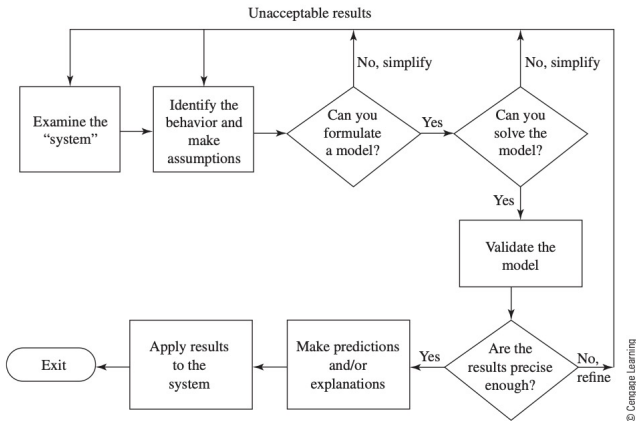 Unacceptable results
No, simplify
No, simplify
Examine the
“system”
Identify the
behavior and
make
assumptions
Can you
formulate
a model?
Yes
Can you
solve the
model?
Yes
Validate the
model
Exit
Apply results
to the
system
Make predictions
and/or
explanations
Yes
Are the
results precise
enough?
No,
refine
© Cengage Learning